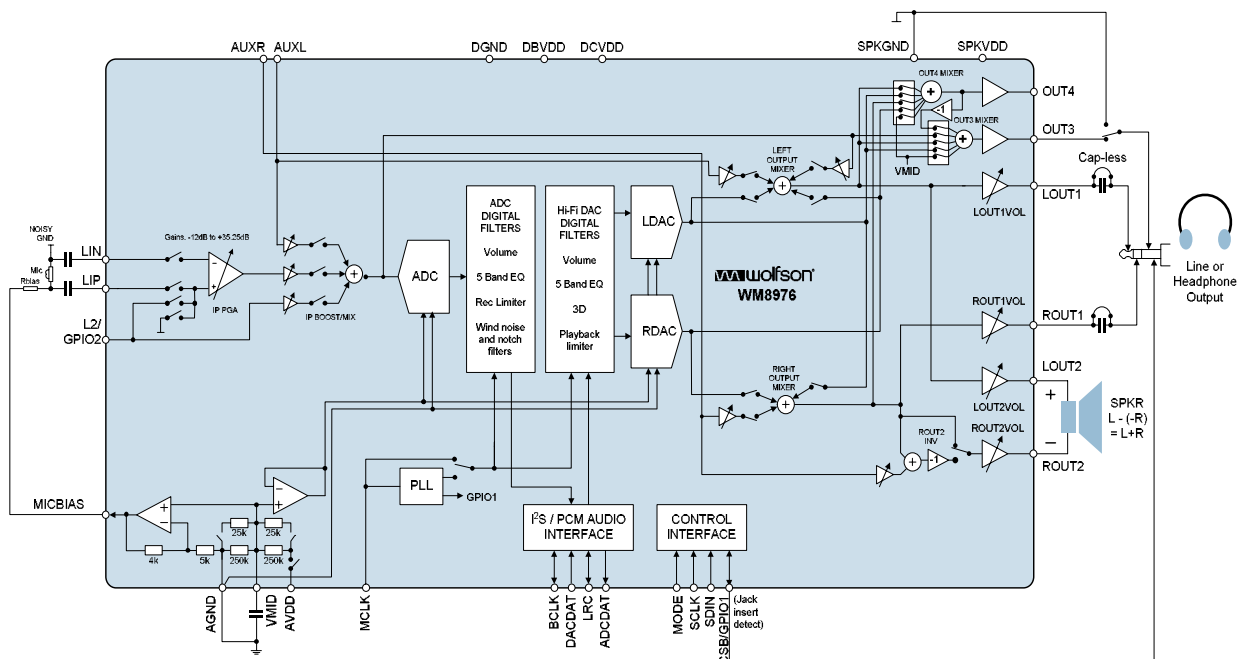 AUXR
AUXL
DGND
DBVDD
DCVDD
SPKGND
SPKVDD
OUT4 MIXER
+
OUT4
-1
OUT3 MIXER
+
OUT3
VMID
LEFT
OUTPUT
MIXER
+
Cap-less
LOUT1
LOUT1VOL
ADC
DIGITAL
FILTERS
Volume
5 Band EQ
Rec Limiter
Wind noise
and notch
filters
Hi-Fi DAC
DIGITAL
FILTERS
Volume
5 Band EQ
3D
Playback
limiter
LDAC
RDAC
NOISY
GND
Mic
Rbias
LIN
LIP
L2/
GPIO2
Gains. -12dB to +35.25dB
-
+
IP PGA
IP BOOST/MIX
+
ADC
wolfson®
WM8976
Line or
Headphone
Output
ROUT1VOL
ROUT1
RIGHT
OUTPUT
MIXER
+
LOUT2
LOUT2VOL
ROUT2
INV
+
-1
ROUT2VOL
ROUT2
+
−
SPKR
L - (-R)
= L+R
MICBIAS
+
−
-
+
PLL
GPIO1
25k
25k
4k
5k
250k
250k
I²S / PCM AUDIO
INTERFACE
CONTROL
INTERFACE
AGND
VMID
AVDD
MCLK
BCLK
DACDAT
LRC
ADCDAT
MODE
SCLK
SDIN
CSB/GPIO1
(Jack
insert
detect)